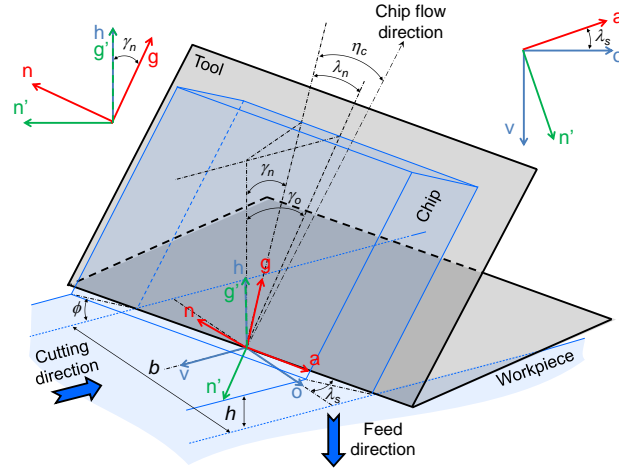 Chip flow
direction
h
g'
γn
g
n
n'
Tool
ηc
λn
a
λs
o
v
n'
γn
γo
Chip
h
g'
g
n
ϕ
a
v
o
n'
λs
b
h
Cutting
direction
Workpiece
Feed
direction